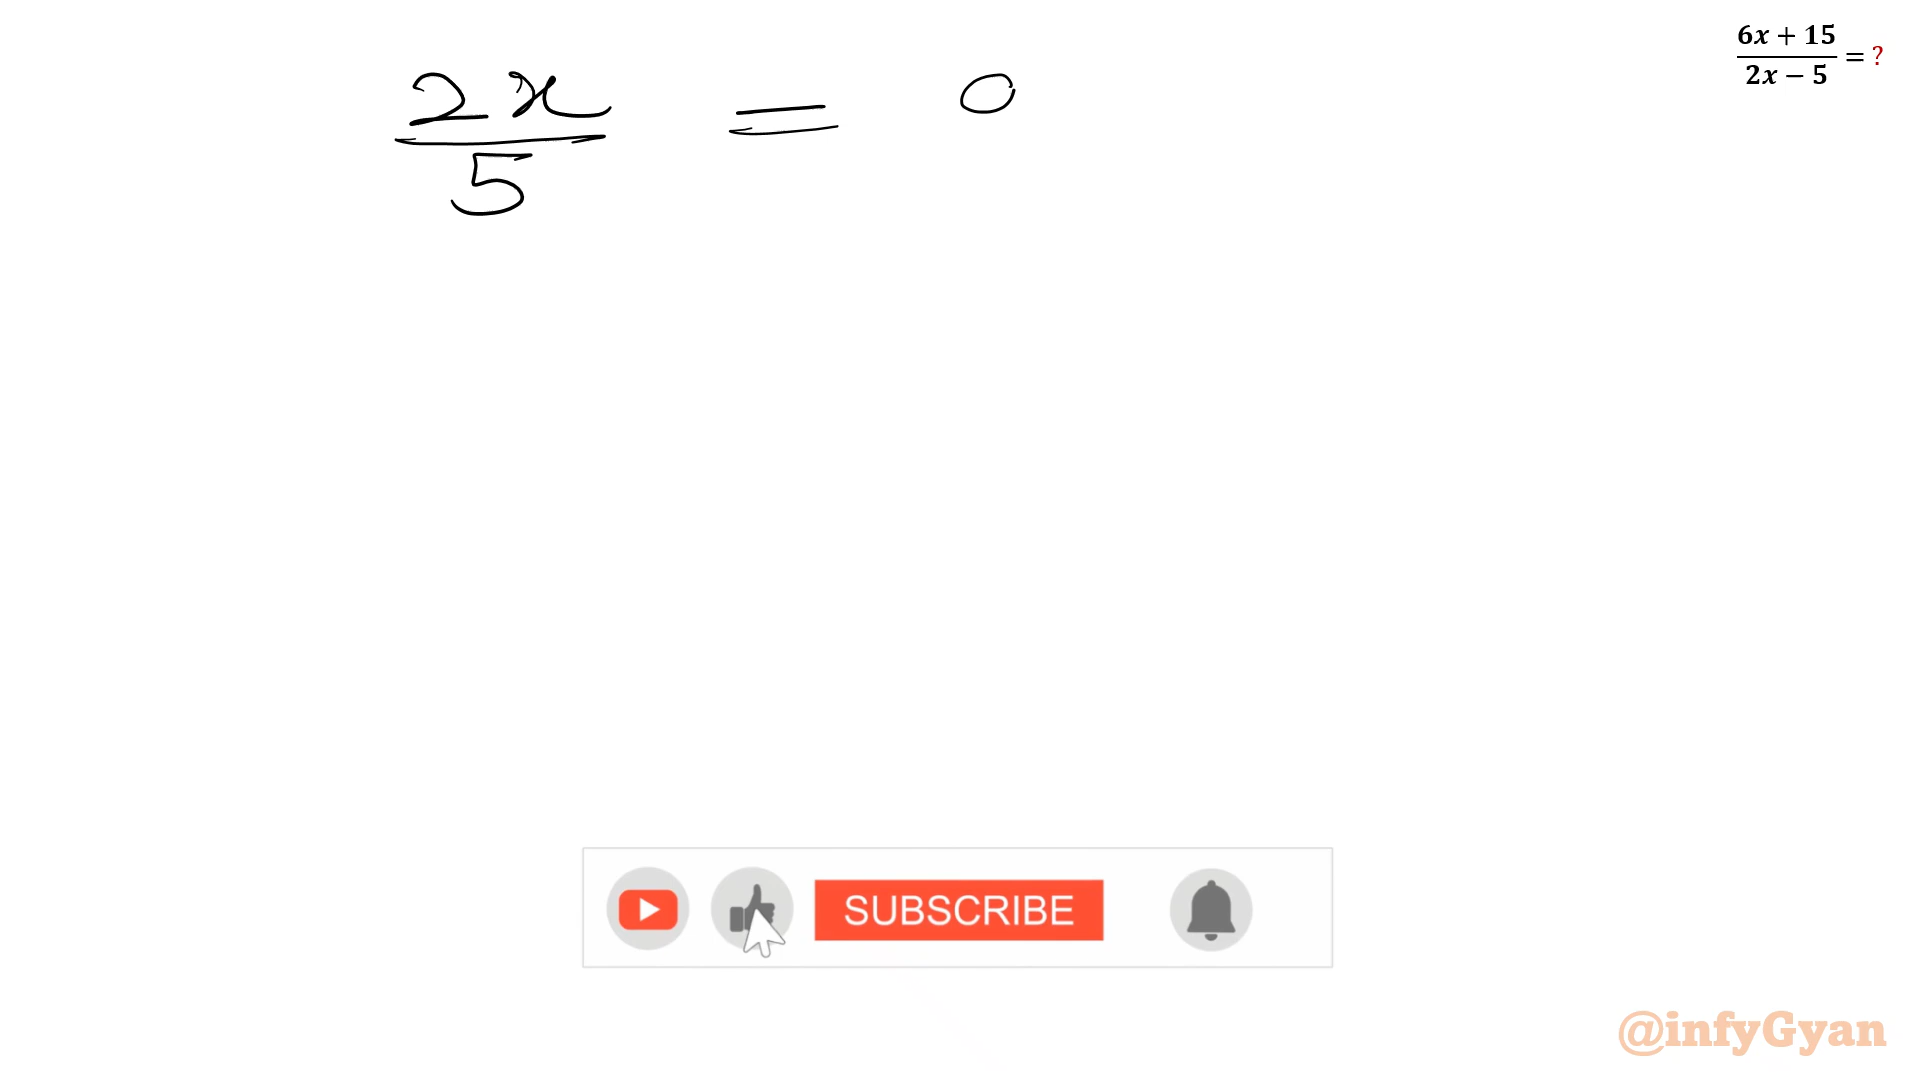 6x + 15 / 2x − 5 = ?
2x / 5 = 0
SUBSCRIBE
@infyGyan